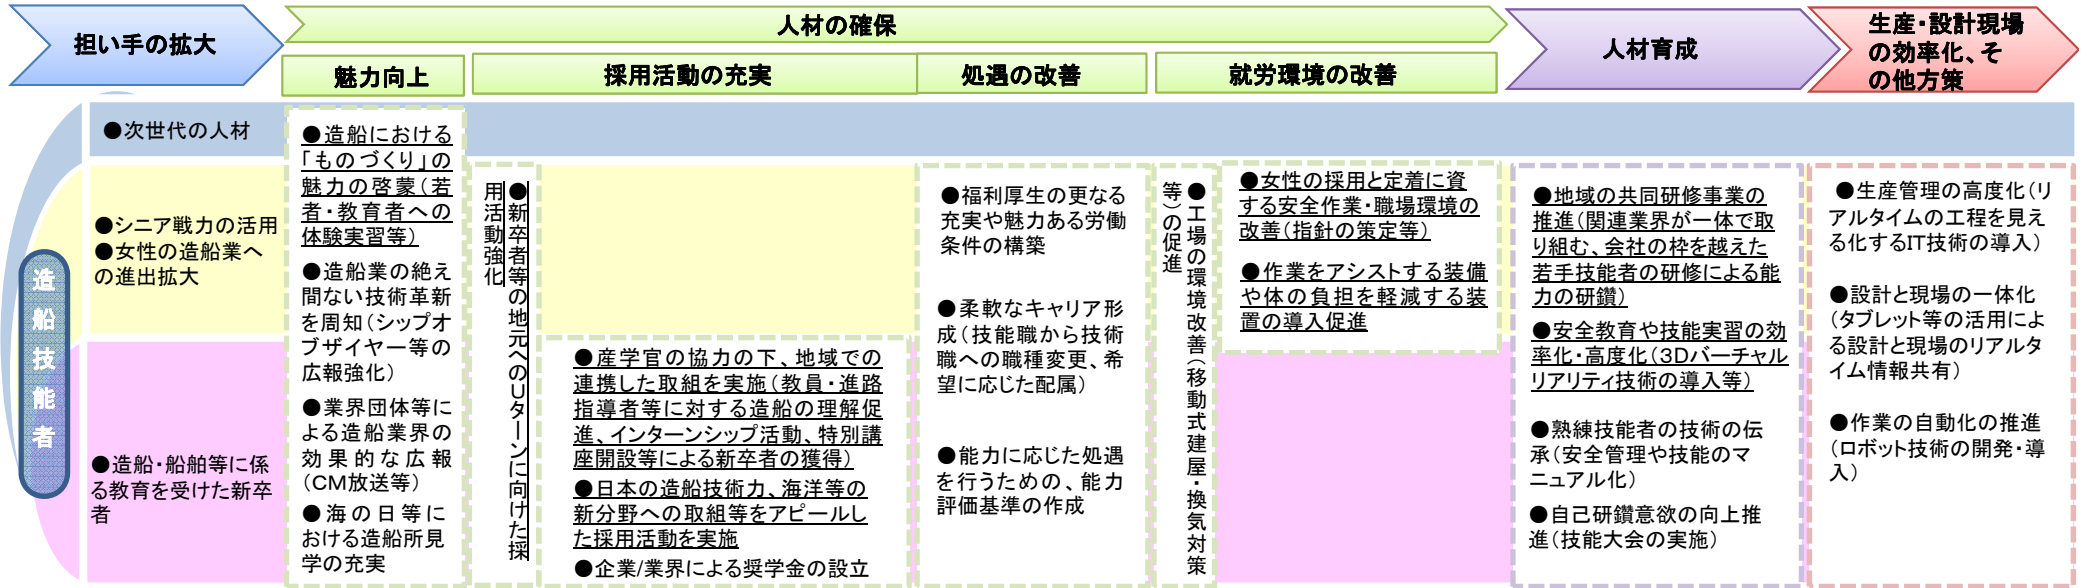 担い手の拡大
人材の確保
人材育成
生産・設計現場
の効率化、そ
の他方策
魅力向上
採用活動の充実
処遇の改善
就労環境の改善
造船技能者
●次世代の人材
●シニア戦力の活用
●女性の造船業へ
の進出拡大
●造船・船舶等に係
る教育を受けた新卒
者
●造船における
「ものづくり」の
魅力の啓蒙(若
者・教育者への
体験実習等)
●造船業の絶え
間ない技術革新
を周知(シップオ
ブザイヤー等の
広報強化)
●業界団体等に
よる造船業界の
効果的な広報
(CM放送等)
●海の日等に
おける造船所見
学の充実
●新卒者等の地元へのUターンに向けた採
用活動強化
●産学官の協力の下、地域での
連携した取組を実施(教員・進路
指導者等に対する造船の理解促
進、インターンシップ活動、特別講
座開設等による新卒者の獲得)
●日本の造船技術力、海洋等の
新分野への取組等をアピールし
た採用活動を実施
●企業/業界による奨学金の設立
●福利厚生の更なる
充実や魅力ある労働
条件の構築
●柔軟なキャリア形
成(技能職から技術
職への職種変更、希
望に応じた配属)
●能力に応じた処遇
を行うための、能力
評価基準の作成
●工場の環境改善(移動式建屋・換気対策
等)の促進
●女性の採用と定着に資
する安全作業・職場環境の
改善(指針の策定等)
●作業をアシストする装備
や体の負担を軽減する装
置の導入促進
●地域の共同研修事業の
推進(関連業界が一体で取
り組む、会社の枠を越えた
若手技能者の研修による能
力の研鑽)
●安全教育や技能実習の効
率化・高度化(3Dバーチャル
リアリティ技術の導入等)
●熟練技能者の技術の伝
承(安全管理や技能のマ
ニュアル化)
●自己研鑽意欲の向上推
進(技能大会の実施)
●生産管理の高度化(リ
アルタイムの工程を見え
る化するIT技術の導入)
●設計と現場の一体化
(タブレット等の活用によ
る設計と現場のリアルタ
イム情報共有)
●作業の自動化の推進
(ロボット技術の開発・導
入)